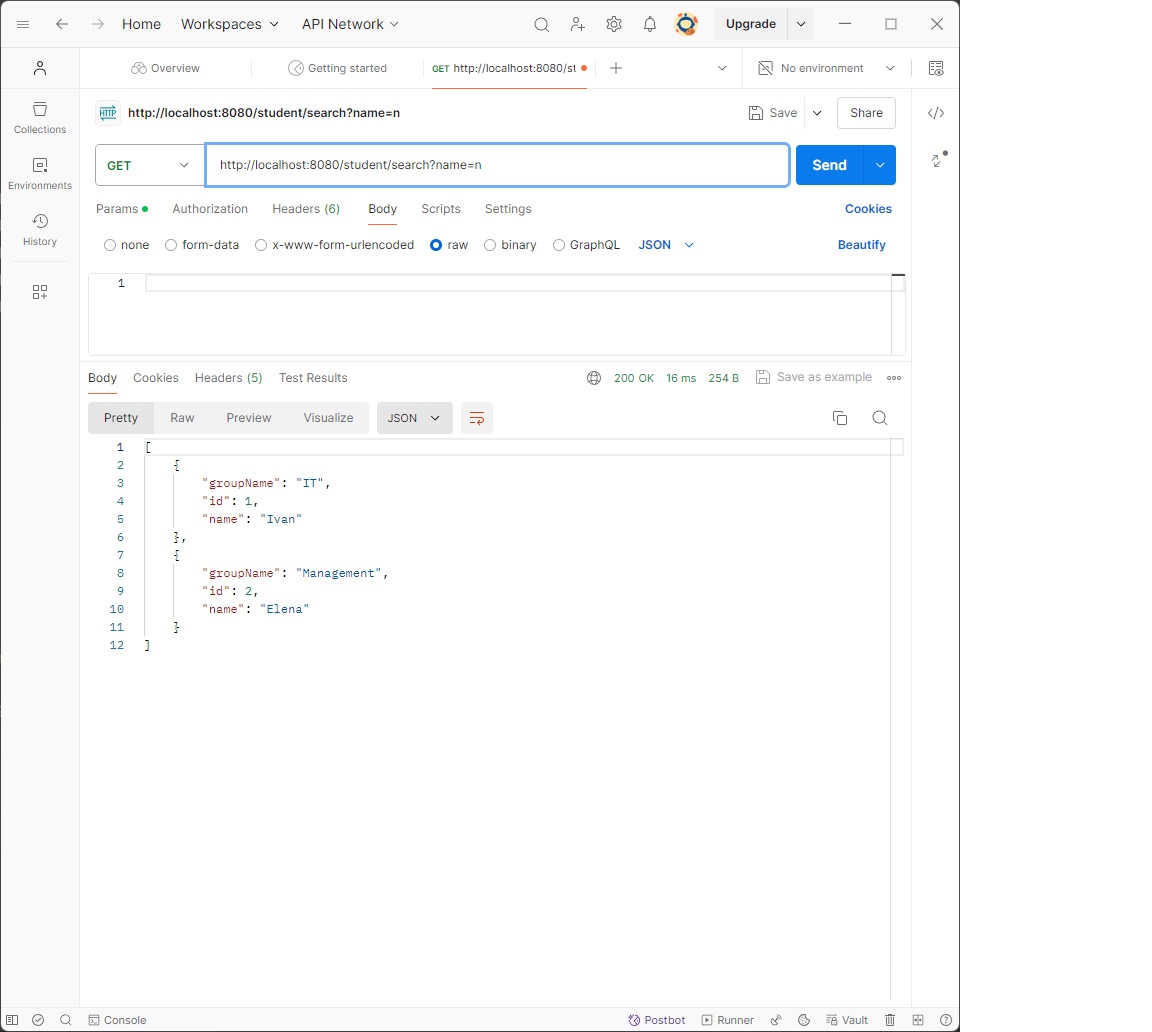 Home Workspaces API Network Upgrade
Overview Getting started GET http://localhost:8080/st No environment
HTTP http://localhost:8080/student/search?name=n Save Share
Collections
Environments
History
GET http://localhost:8080/student/search?name=n Send
Params Authorization Headers (6) Body Scripts Settings Cookies
none form-data x-www-form-urlencoded raw binary GraphQL JSON Beautify
1
Body Cookies Headers (5) Test Results 200 OK 16 ms 254 B Save as example
Pretty Raw Preview Visualize JSON
1 [
2 {
3 "groupName": "IT",
4 "id": 1,
5 "name": "Ivan"
6 },
7 {
8 "groupName": "Management",
9 "id": 2,
10 "name": "Elena"
11 }
12 ]
Console Postbot Runner Vault